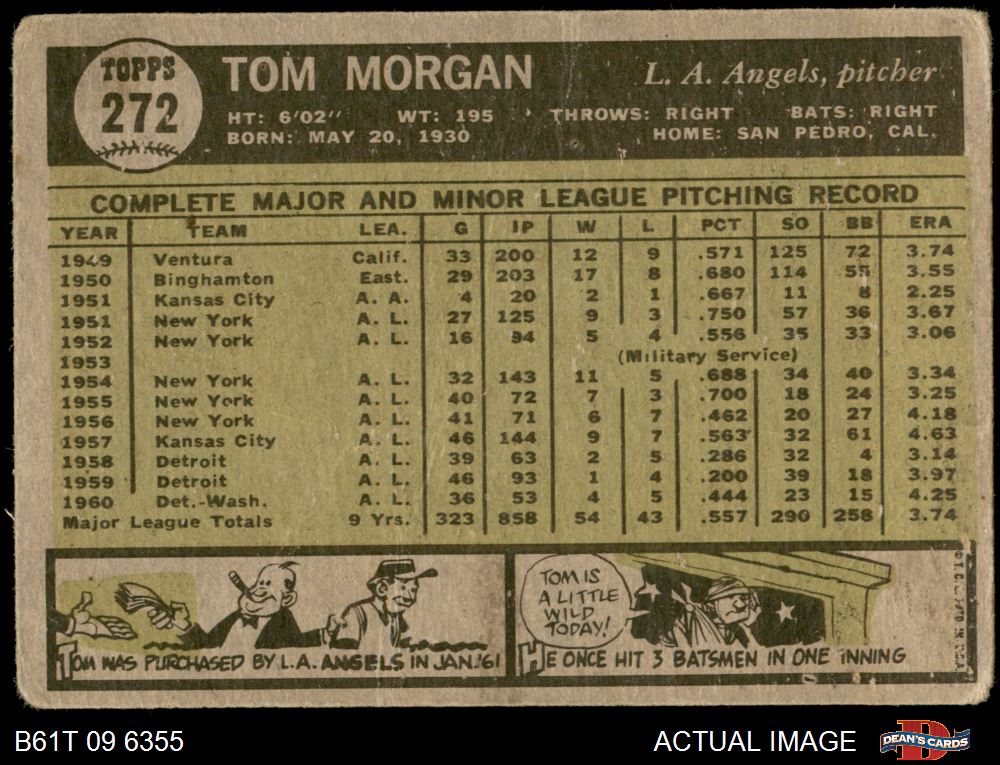 TOPPS
272
TOM MORGAN
L. A. Angels, pitcher
HT: 6'02" WT: 195 THROWS: RIGHT BATS: RIGHT
BORN: MAY 20, 1930 HOME: SAN PEDRO, CAL.
COMPLETE MAJOR AND MINOR LEAGUE PITCHING RECORD
YEAR TEAM LEA. G IP W L PCT SO BB ERA
1949 Ventura Calif. 33 200 12 9 .571 125 72 3.74
1950 Binghamton East. 29 203 17 8 .680 114 55 3.55
1951 Kansas City A. A. 4 20 2 1 .667 11 8 2.25
1951 New York A. L. 27 125 9 3 .750 57 36 3.67
1952 New York A. L. 16 94 5 4 .556 35 33 3.06
1953 (Military Service)
1954 New York A. L. 32 143 11 5 .688 34 40 3.34
1955 New York A. L. 40 72 7 3 .700 18 24 3.25
1956 New York A. L. 41 71 6 7 .462 20 27 4.18
1957 Kansas City A. L. 46 144 9 7 .563 32 61 4.63
1958 Detroit A. L. 39 63 2 5 .286 32 4 3.14
1959 Detroit A. L. 46 93 1 4 .200 39 18 3.97
1960 Det.-Wash. A. L. 36 53 4 5 .444 23 15 4.25
Major League Totals 9 Yrs. 323 858 54 43 .557 290 258 3.74
TOM WAS PURCHASED BY L.A. ANGELS IN JAN. '61
TOM IS
A LITTLE
WILD
TODAY!
HE ONCE HIT 3 BATSMEN IN ONE INNING
B61T 09 6355
ACTUAL IMAGE
DEAN'S CARDS